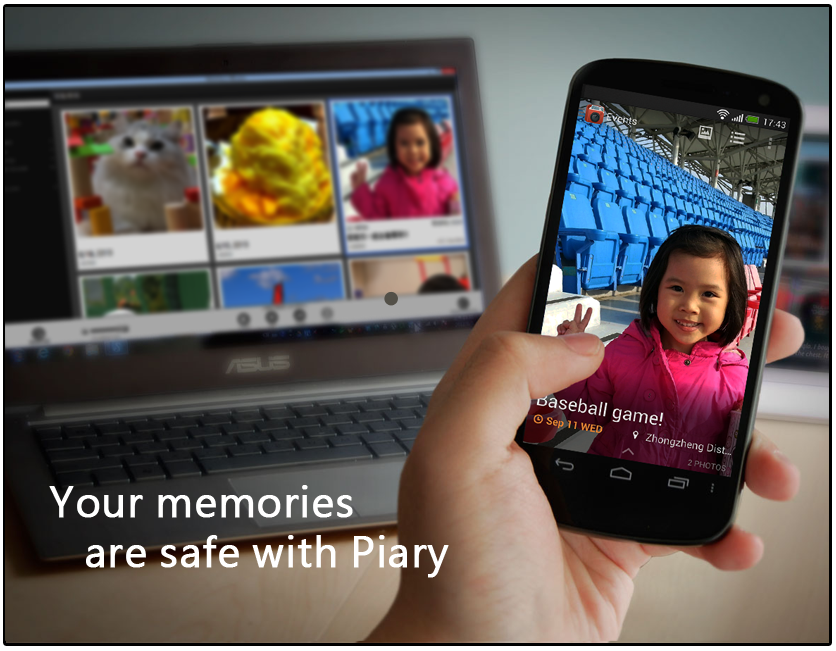 Events
17:43
Baseball game!
Sep 11 WED
Zhongzheng Dist...
2 PHOTOS
ASUS
Your memories
are safe with Piary